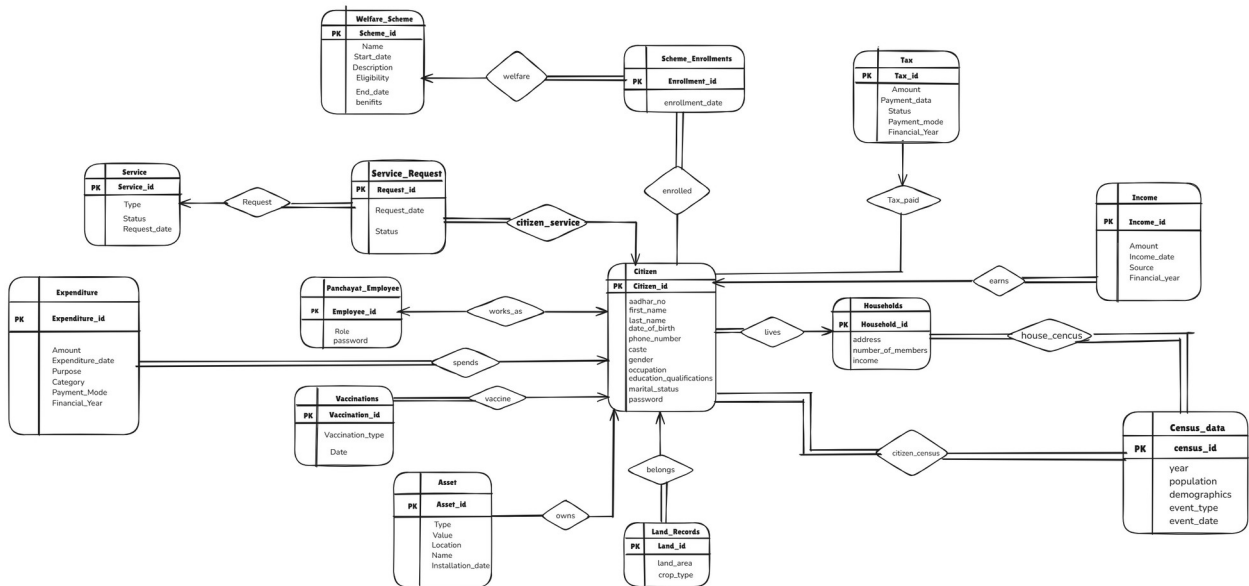 Welfare_Scheme
PK Scheme_id
Name
Start_date
Description
Eligibility
End_date
benifits
welfare
Scheme_Enrollments
PK Enrollment_id
enrollment_date
Tax
PK Tax_id
Amount
Payment_data
Status
Payment_mode
Financial_Year
Service
PK Service_id
Type
Status
Request_date
Request
Service_Request
PK Request_id
Request_date
Status
citizen_service
enrolled
Tax_paid
Income
PK Income_id
Amount
Income_date
Source
Financial_year
earns
Expenditure
PK Expenditure_id
Amount
Expenditure_date
Purpose
Category
Payment_Mode
Financial_Year
spends
Panchayat_Employee
PK Employee_id
Role
password
works_as
Citizen
PK Citizen_id
aadhar_no
first_name
last_name
date_of_birth
phone_number
caste
gender
occupation
education_qualifications
marital_status
password
lives
Households
PK Household_id
address
number_of_members
income
house_cencus
Vaccinations
PK Vaccination_id
Vaccination_type
Date
vaccine
citizen_census
Census_data
PK census_id
year
population
demographics
event_type
event_date
Asset
PK Asset_id
Type
Value
Location
Name
Installation_date
owns
belongs
Land_Records
PK Land_id
land_area
crop_type